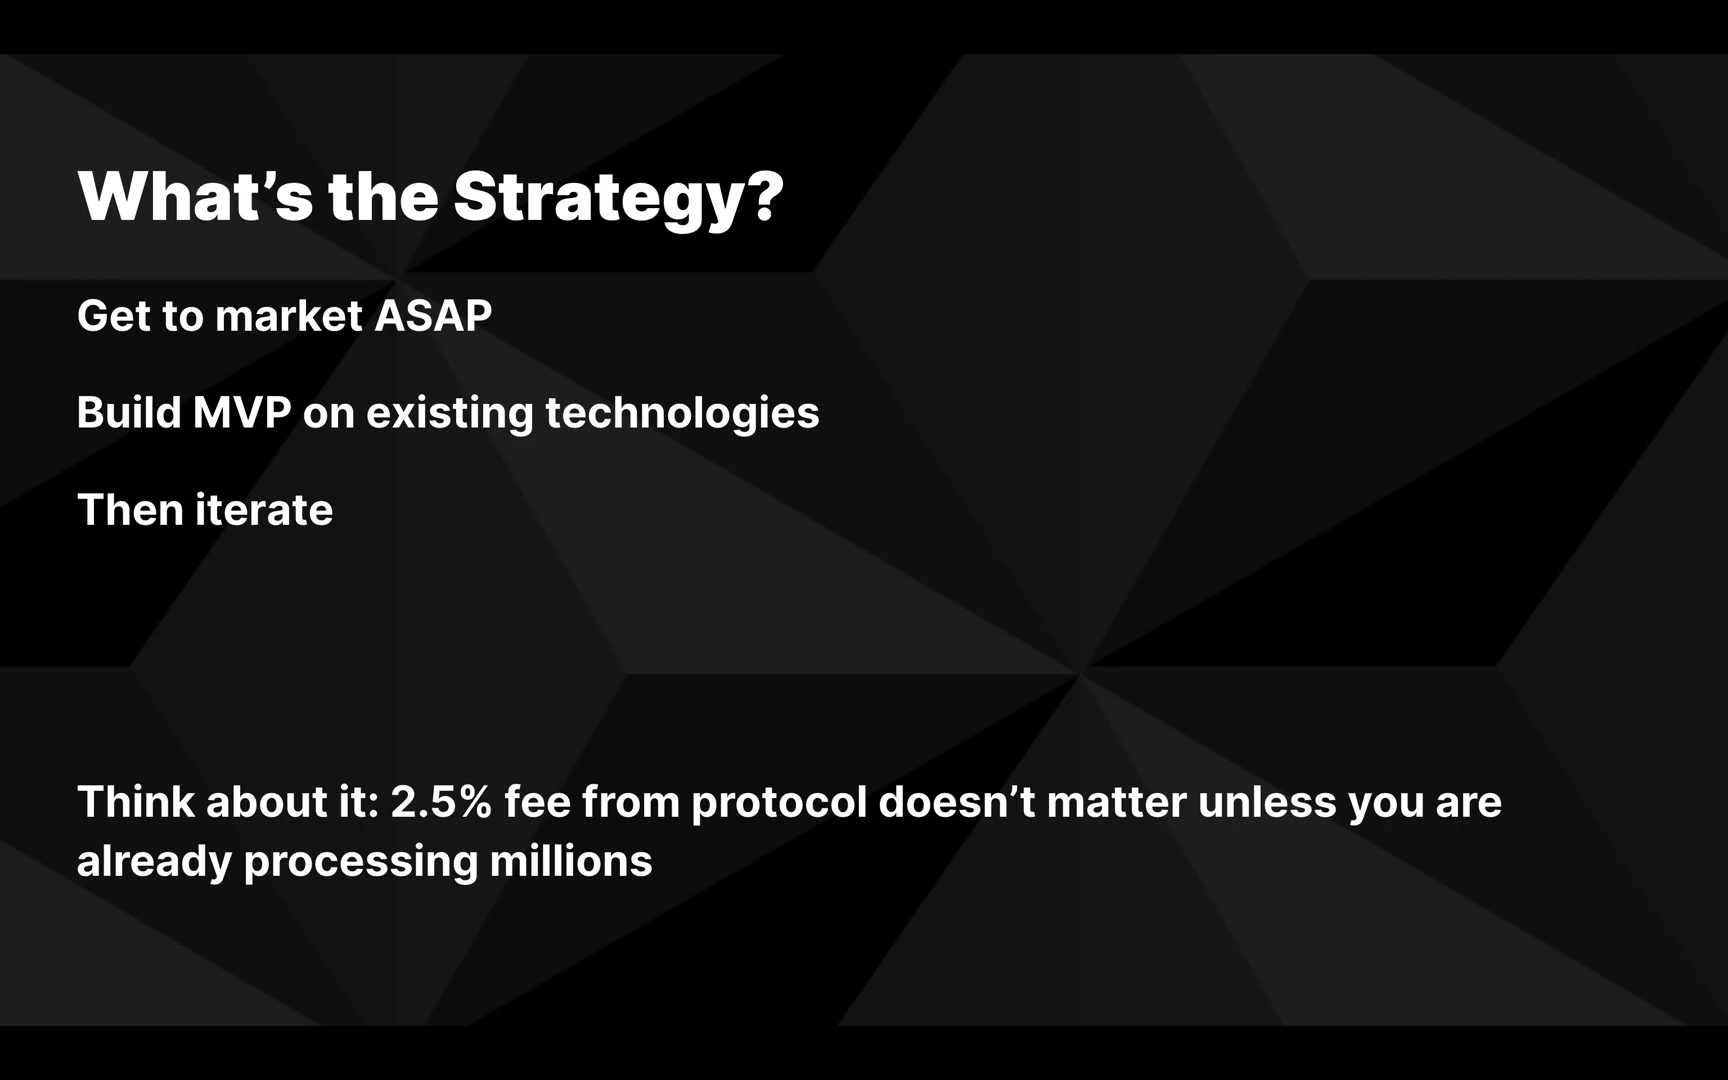 What’s the Strategy?
Get to market ASAP
Build MVP on existing technologies
Then iterate
Think about it: 2.5% fee from protocol doesn’t matter unless you are
already processing millions